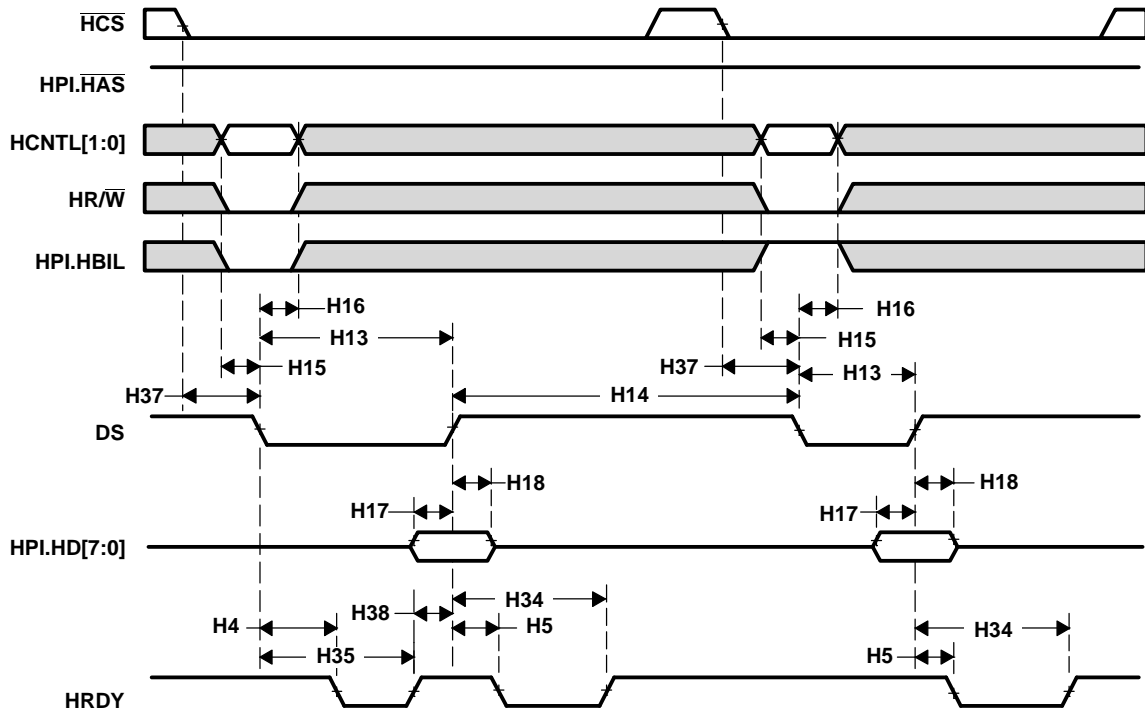 HCS
HPI.HAS
HCNTL[1:0]
HR/W
HPI.HBIL
H16 H16
H13
H15 H15
H37 H13
H37 H14
DS
H18 H18
H17 H17
HPI.HD[7:0]
H34
H38
H4 H5 H34
H35 H5
HRDY